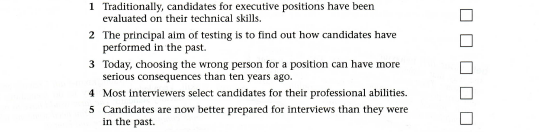 1 Traditionally, candidates for executive positions have been
evaluated on their technical skills.
2 The principal aim of testing is to find out how candidates have
performed in the past.
3 Today, choosing the wrong person for a position can have more
serious consequences than ten years ago.
4 Most interviewers select candidates for their professional abilities.
5 Candidates are now better prepared for interviews than they were
in the past.